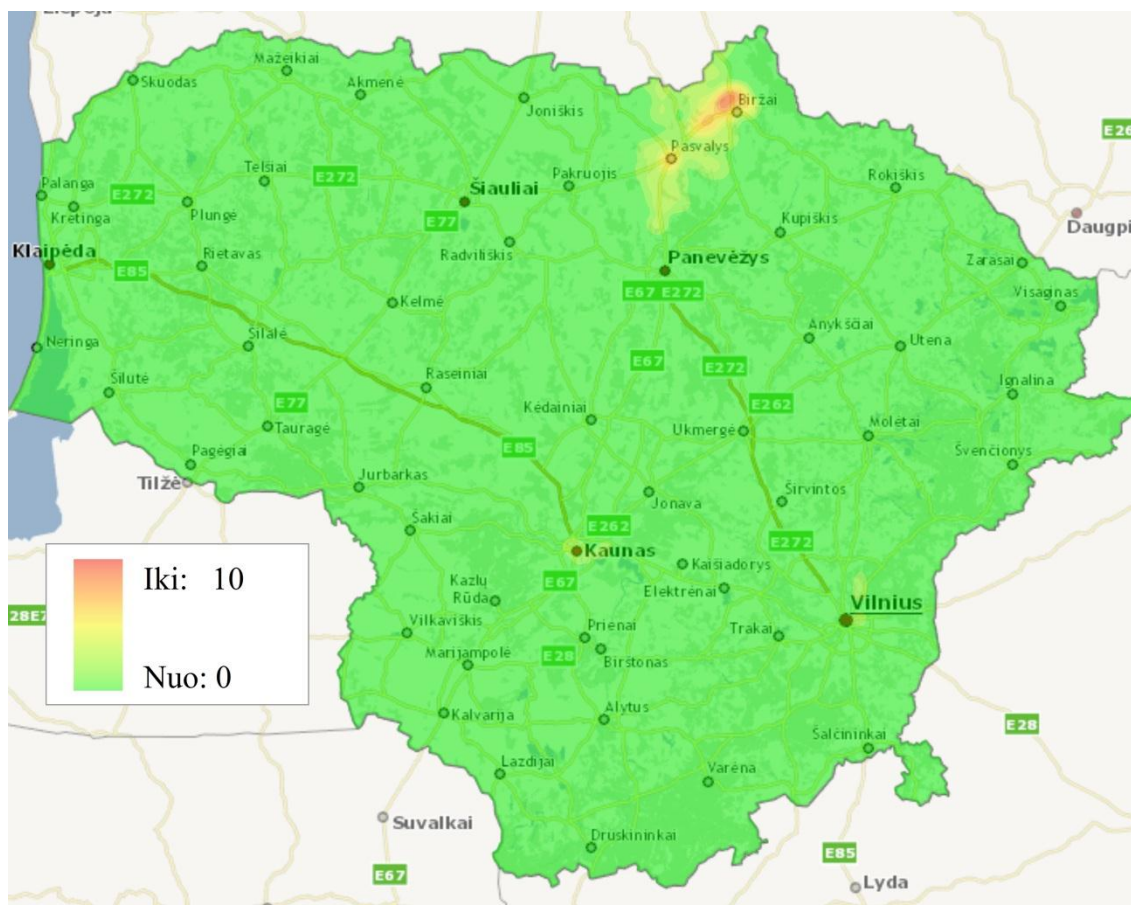 Mažeikiai
Skuodas
Akmenė
Joniškis
Biržai
E26
Pasvalys
Telšiai
E272
Pakruojis
Rokiškis
Palanga
E272
Šiauliai
Kretinga
Plungė
E77
Kupiškis
Daugpi
Klaipėda
Rietavas
Radviliškis
Panevėžys
Zarasai
E85
E67 E272
Visaginas
Kelmė
Anykščiai
Neringa
Šilalė
E67
E272
Utena
Šilutė
Raseiniai
Ignalina
E77
Kėdainiai
E262
Tauragė
Ukmergė
Molėtai
Pagėgiai
E85
Švenčionys
Tilžė
Jurbarkas
Jonava
Širvintos
Šakiai
E262
E272
Kaunas
Kaišiadorys
Iki: 10
Kazlų
Rūda
E67
Elektrėnai
Vilnius
28E7
Vilkaviškis
Prienai
Trakai
Marijampolė
E28
Birštonas
Nuo: 0
Kalvarija
Alytus
E28
Šalčininkai
Lazdijai
Varėna
Suvalkai
Druskininkai
E85
E67
Lyda